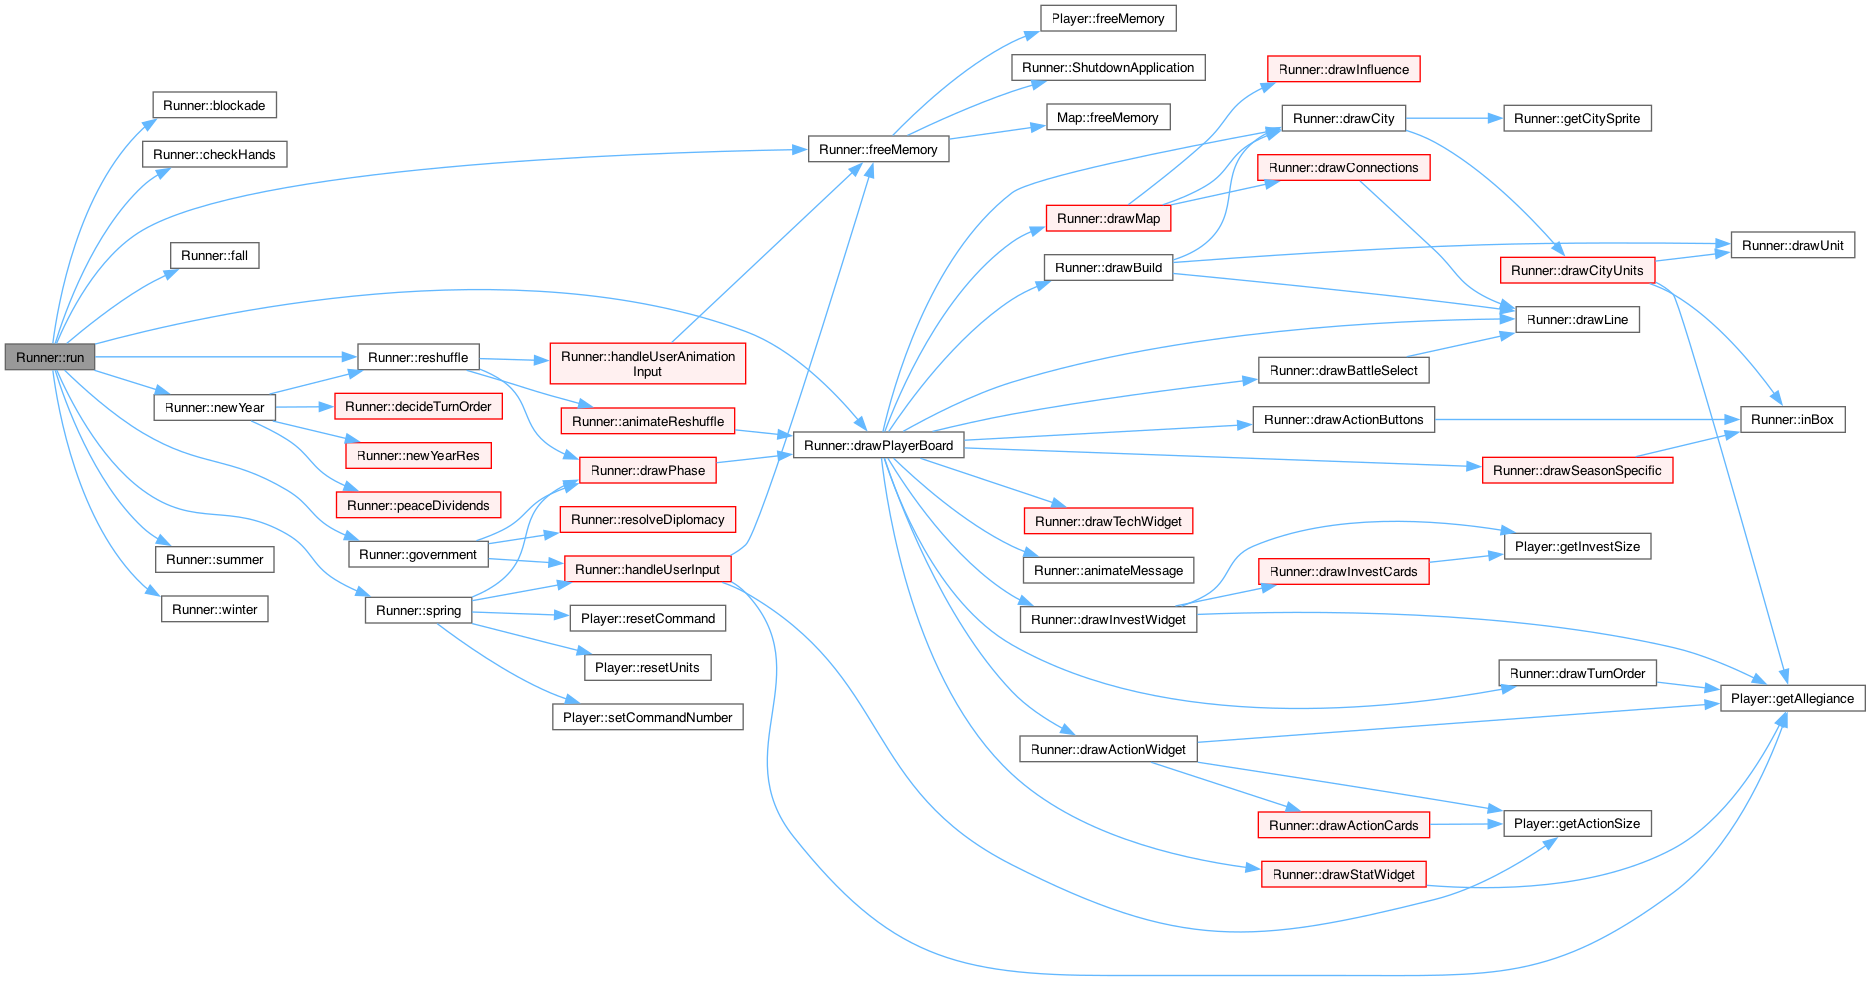 Runner::run
Runner::blockade
Runner::checkHands
Runner::fall
Runner::newYear
Runner::summer
Runner::winter
Runner::reshuffle
Runner::decideTurnOrder
Runner::newYearRes
Runner::peaceDividends
Runner::government
Runner::spring
Runner::handleUserAnimation
Input
Runner::animateReshuffle
Runner::drawPhase
Runner::resolveDiplomacy
Runner::handleUserInput
Player::resetCommand
Player::resetUnits
Player::setCommandNumber
Runner::freeMemory
Runner::drawPlayerBoard
Player::freeMemory
Runner::ShutdownApplication
Map::freeMemory
Runner::drawMap
Runner::drawBuild
Runner::drawTechWidget
Runner::animateMessage
Runner::drawInvestWidget
Runner::drawActionWidget
Runner::drawInfluence
Runner::drawCity
Runner::drawConnections
Runner::drawBattleSelect
Runner::drawActionButtons
Runner::drawInvestCards
Runner::drawActionCards
Runner::drawStatWidget
Runner::getCitySprite
Runner::drawCityUnits
Runner::drawLine
Runner::drawSeasonSpecific
Player::getInvestSize
Runner::drawTurnOrder
Player::getActionSize
Runner::drawUnit
Runner::inBox
Player::getAllegiance